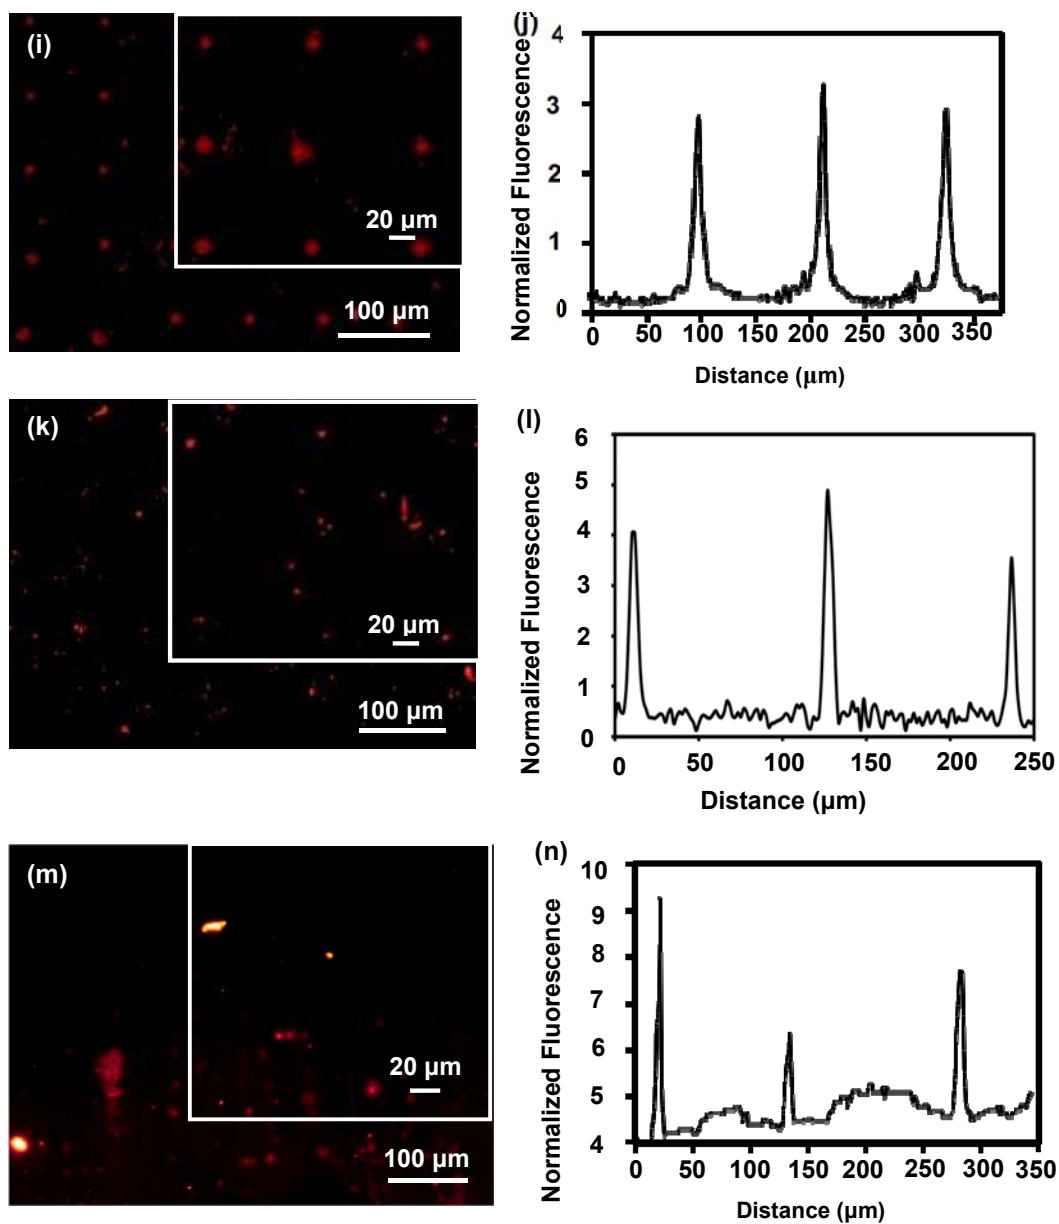 (i)
20 µm
100 µm
(j)
Normalized Fluorescence
4
3
2
1
0
0 50 100 150 200 250 300 350
Distance (µm)
(k)
20 µm
100 µm
(l)
Normalized Fluorescence
6
5
4
3
2
1
0
0 50 100 150 200 250
Distance (µm)
(m)
20 µm
100 µm
(n)
Normalized Fluorescence
10
9
8
7
6
5
4
0 50 100 150 200 250 300 350
Distance (µm)